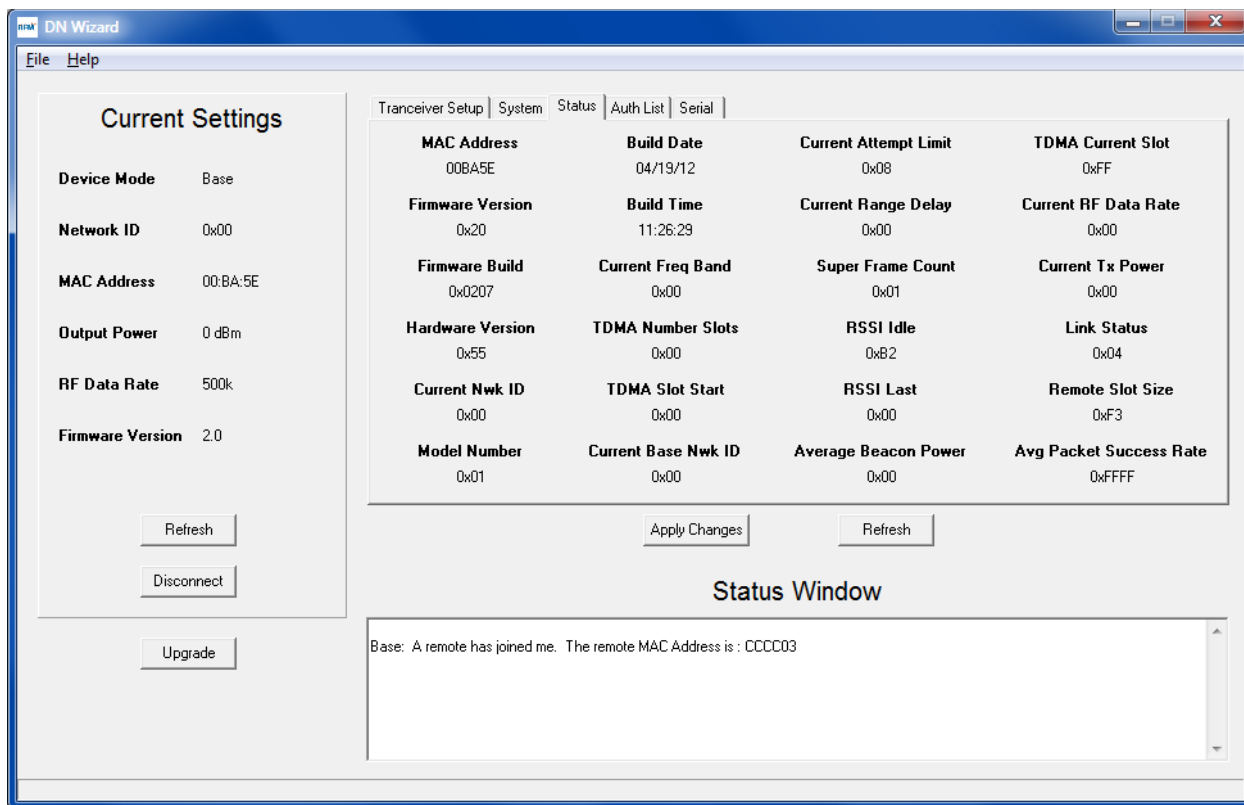 RFM DN Wizard
File Help
Current Settings
Device Mode Base
Network ID 0x00
MAC Address 00:BA:5E
Output Power 0 dBm
RF Data Rate 500k
Firmware Version 2.0
Refresh
Disconnect
Upgrade
Tranceiver Setup System Status Auth List Serial
MAC Address Build Date Current Attempt Limit TDMA Current Slot
00BA5E 04/19/12 0x08 0xFF
Firmware Version Build Time Current Range Delay Current RF Data Rate
0x20 11:26:29 0x00 0x00
Firmware Build Current Freq Band Super Frame Count Current Tx Power
0x0207 0x00 0x01 0x00
Hardware Version TDMA Number Slots RSSI Idle Link Status
0x55 0x00 0xB2 0x04
Current Nwk ID TDMA Slot Start RSSI Last Remote Slot Size
0x00 0x00 0x00 0xF3
Model Number Current Base Nwk ID Average Beacon Power Avg Packet Success Rate
0x01 0x00 0x00 0xFFFF
Apply Changes Refresh
Status Window
Base: A remote has joined me. The remote MAC Address is : CCCC03